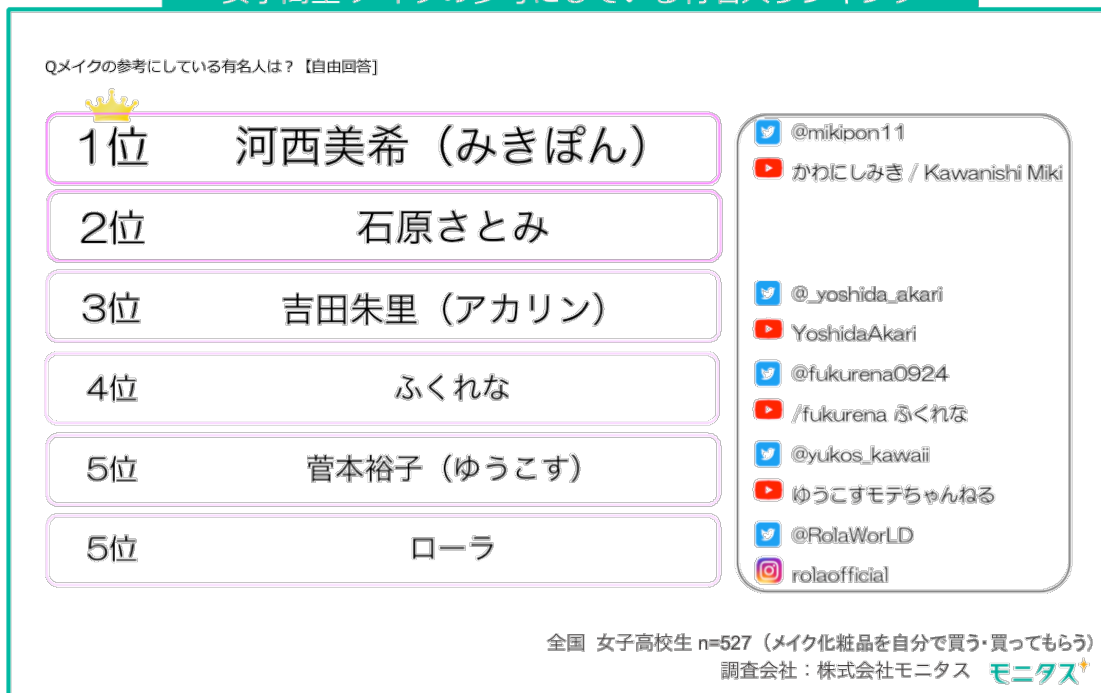 Qメイクの参考にしている有名人は？【自由回答]
1位 河西美希（みきぽん）
@mikipon11
かわにしみき / Kawanishi Miki
2位 石原さとみ
3位 吉田朱里（アカリン）
@_yoshida_akari
YoshidaAkari
4位 ふくれな
@fukurena0924
/fukurena ふくれな
5位 菅本裕子（ゆうこす）
@yukos_kawaii
ゆうこすモテちゃんねる
5位 ローラ
@RolaWorLD
rolaofficial
全国 女子高校生 n=527（メイク化粧品を自分で買う・買ってもらう）
調査会社：株式会社モニタス モニタス